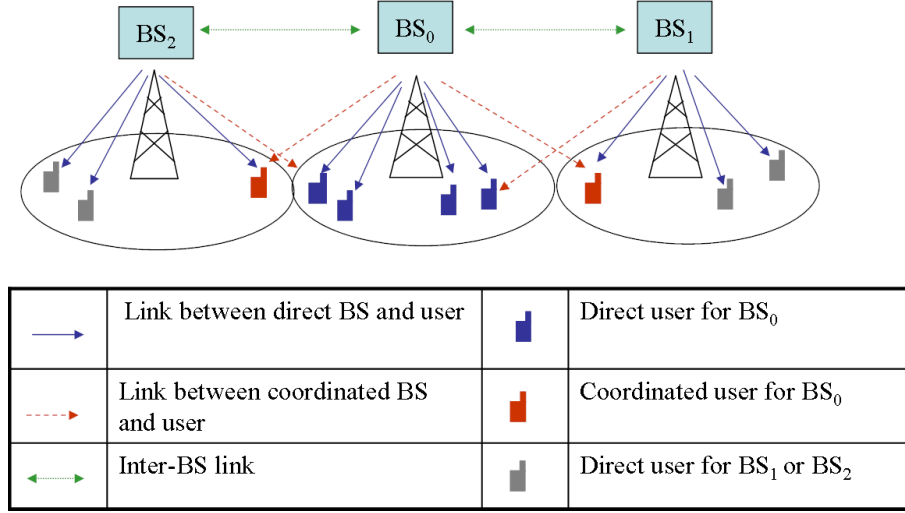 BS₂
BS₀
BS₁
Link between direct BS and user
Direct user for BS₀
Link between coordinated BS
and user
Coordinated user for BS₀
Inter-BS link
Direct user for BS₁ or BS₂